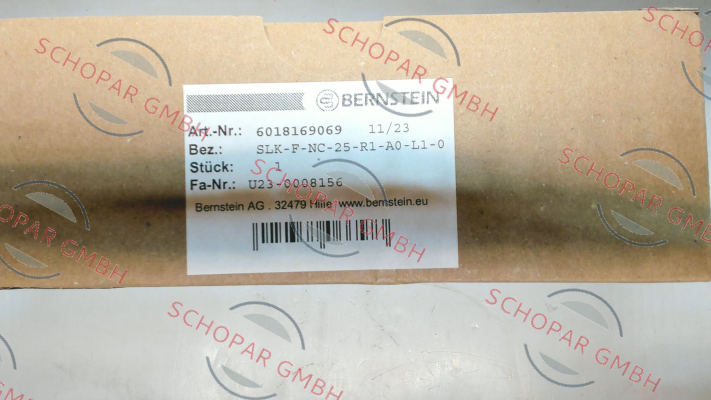 BERNSTEIN
Art.-Nr.: 6018169069 11/23
Bez.: SLK-F-NC-25-R1-A0-L1-0
Stück: 1
Fa-Nr.: U23-0008156
Bernstein AG . 32479 Hille www.bernstein.eu
SCHOPAR GMBH
SCHOPAR GMBH
SCHOPAR GMBH
SCHOPAR GMBH
SCHOPAR GMBH
SCHOPAR GMBH
SCHOPAR GMBH
SCHOPAR GMBH